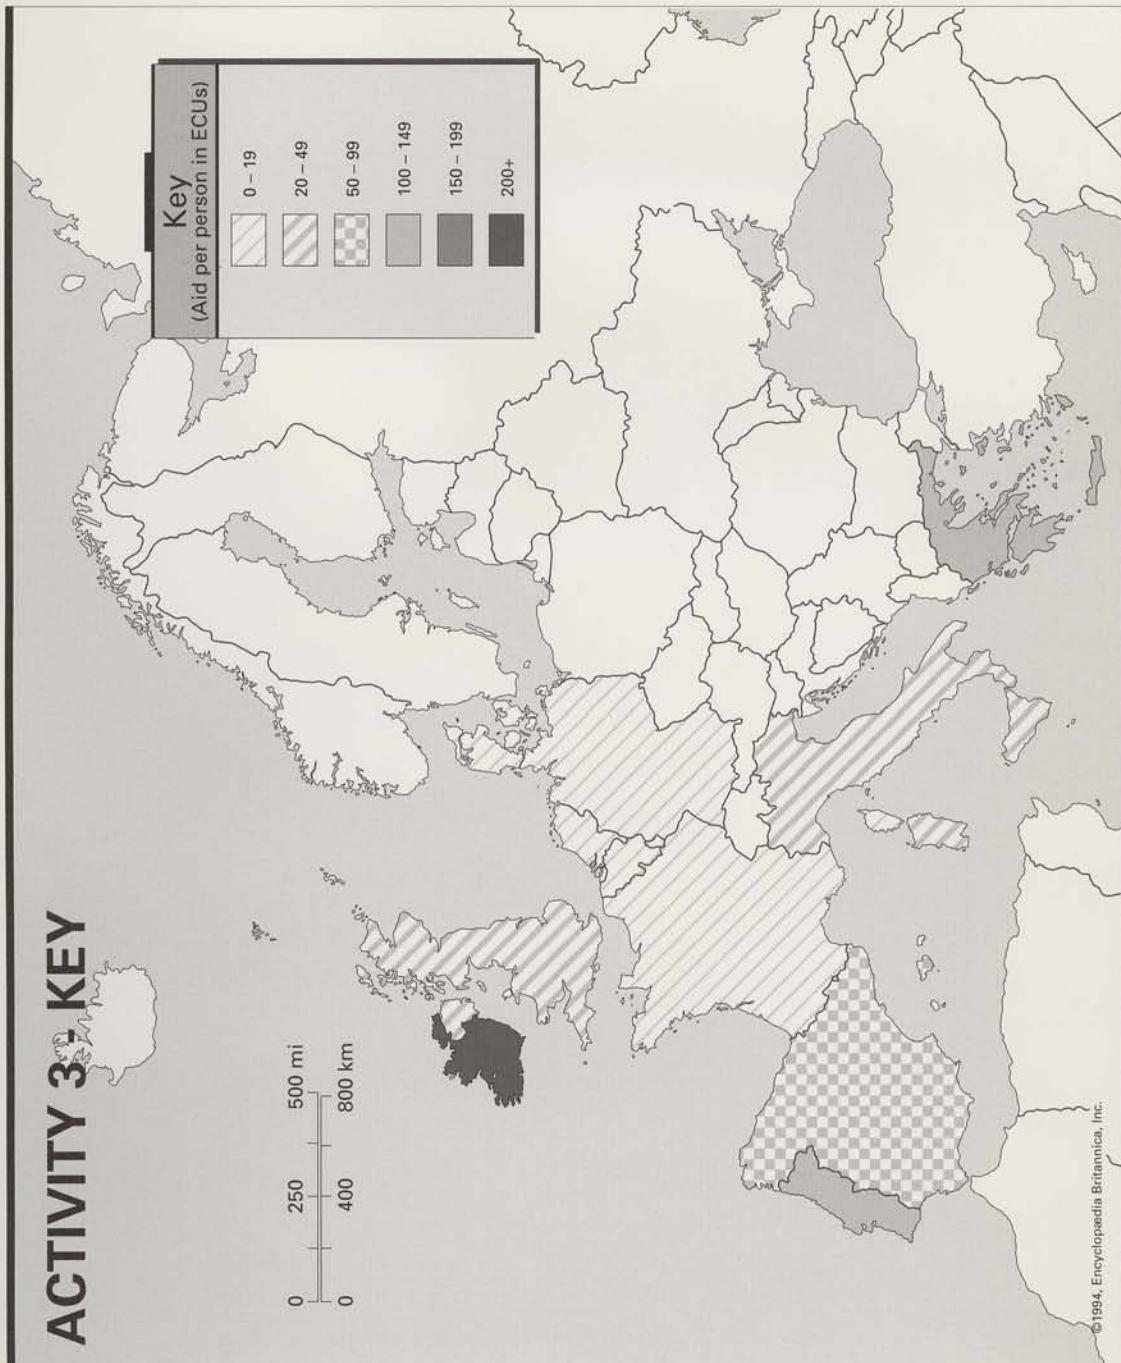 ACTIVITY 3 - KEY
0 250 500 mi
0 400 800 km
Key
(Aid per person in ECUs)
0 – 19
20 – 49
50 – 99
100 – 149
150 – 199
200+
©1994, Encyclopædia Britannica, Inc.